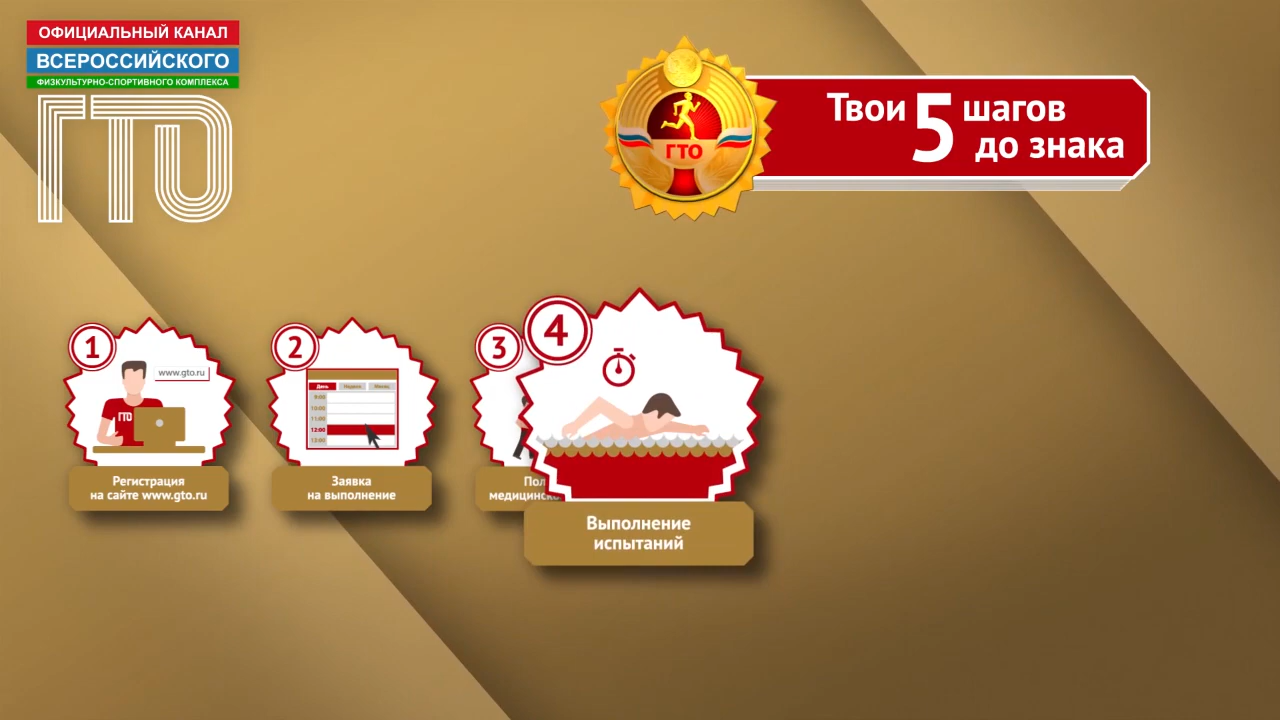 ОФИЦИАЛЬНЫЙ КАНАЛ
ВСЕРОССИЙСКОГО
ФИЗКУЛЬТУРНО-СПОРТИВНОГО КОМПЛЕКСА
ГТО
ГТО
Твои 5 шагов
до знака
1
www.gto.ru
ГТО
Регистрация
на сайте www.gto.ru
2
День Неделя Месяц
9:00
10:00
11:00
12:00
13:00
Заявка
на выполнение
3
4
Выполнение
испытаний